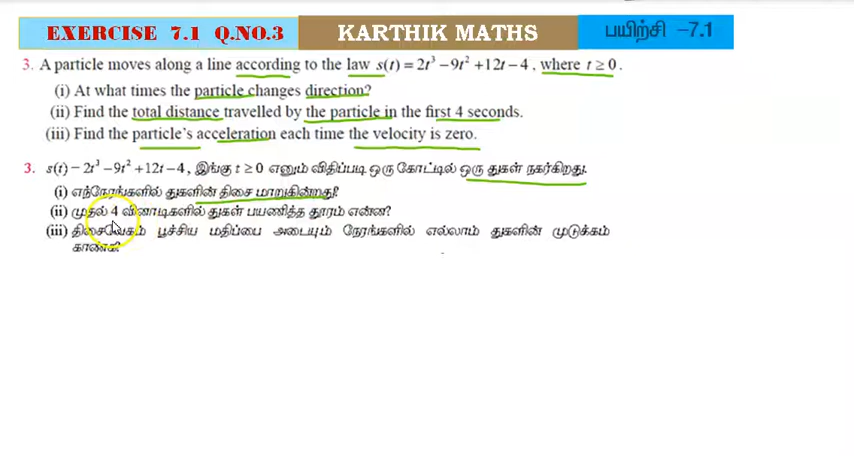 EXERCISE 7.1 Q.NO.3 KARTHIK MATHS பயிற்சி -7.1
3. A particle moves along a line according to the law s(t) = 2t³ −9t² +12t − 4, where t ≥ 0.
(i) At what times the particle changes direction?
(ii) Find the total distance travelled by the particle in the first 4 seconds.
(iii) Find the particle's acceleration each time the velocity is zero.
3. s(t) − 2t³ −9t² +12t − 4, இங்கு t ≥ 0 எனும் விதிப்படி ஒரு கோட்டில் ஒரு துகள் நகர்கிறது.
(i) எந்நேரங்களில் துகளின் திசை மாறுகின்றது?
(ii) முதல் 4 வினாடிகளில் துகள் பயணித்த தூரம் என்ன?
(iii) திசைவேகம் பூச்சிய மதிப்பை அடையும் நேரங்களில் எல்லாம் துகளின் முடுக்கம்
காண்க?